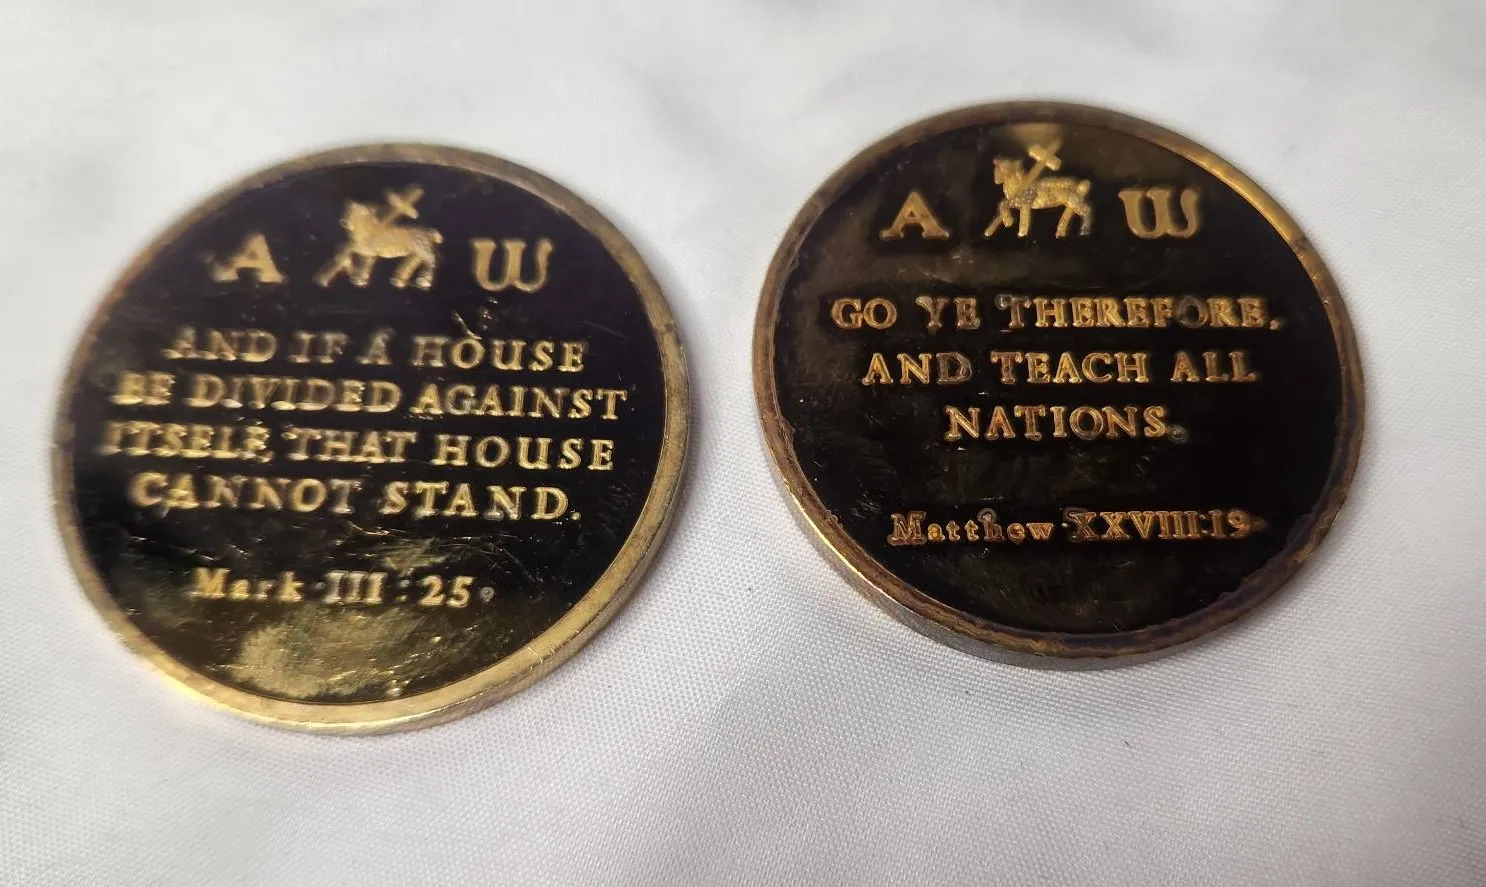 A W
AND IF A HOUSE
BE DIVIDED AGAINST
ITSELF, THAT HOUSE
CANNOT STAND.
Mark·III:25·
A W
GO YE THEREFORE,
AND TEACH ALL
NATIONS.
Matthew·XXVIII:19·